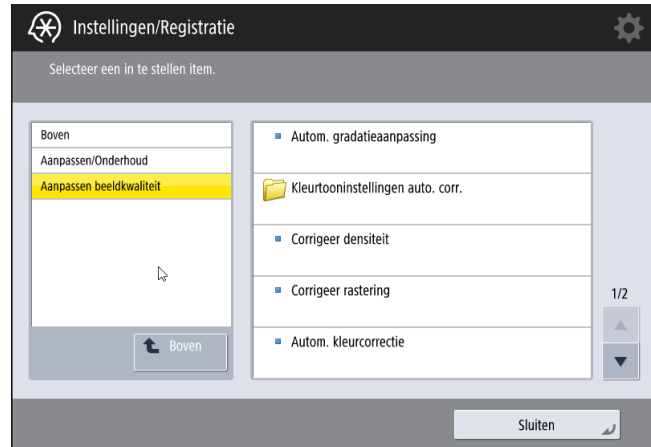 Instellingen/Registratie
Selecteer een in te stellen item.
Boven
Aanpassen/Onderhoud
Aanpassen beeldkwaliteit
Boven
Autom. gradatieaanpassing
Kleurtooninstellingen auto. corr.
Corrigeer densiteit
Corrigeer rastering
Autom. kleurcorrectie
1/2
Sluiten